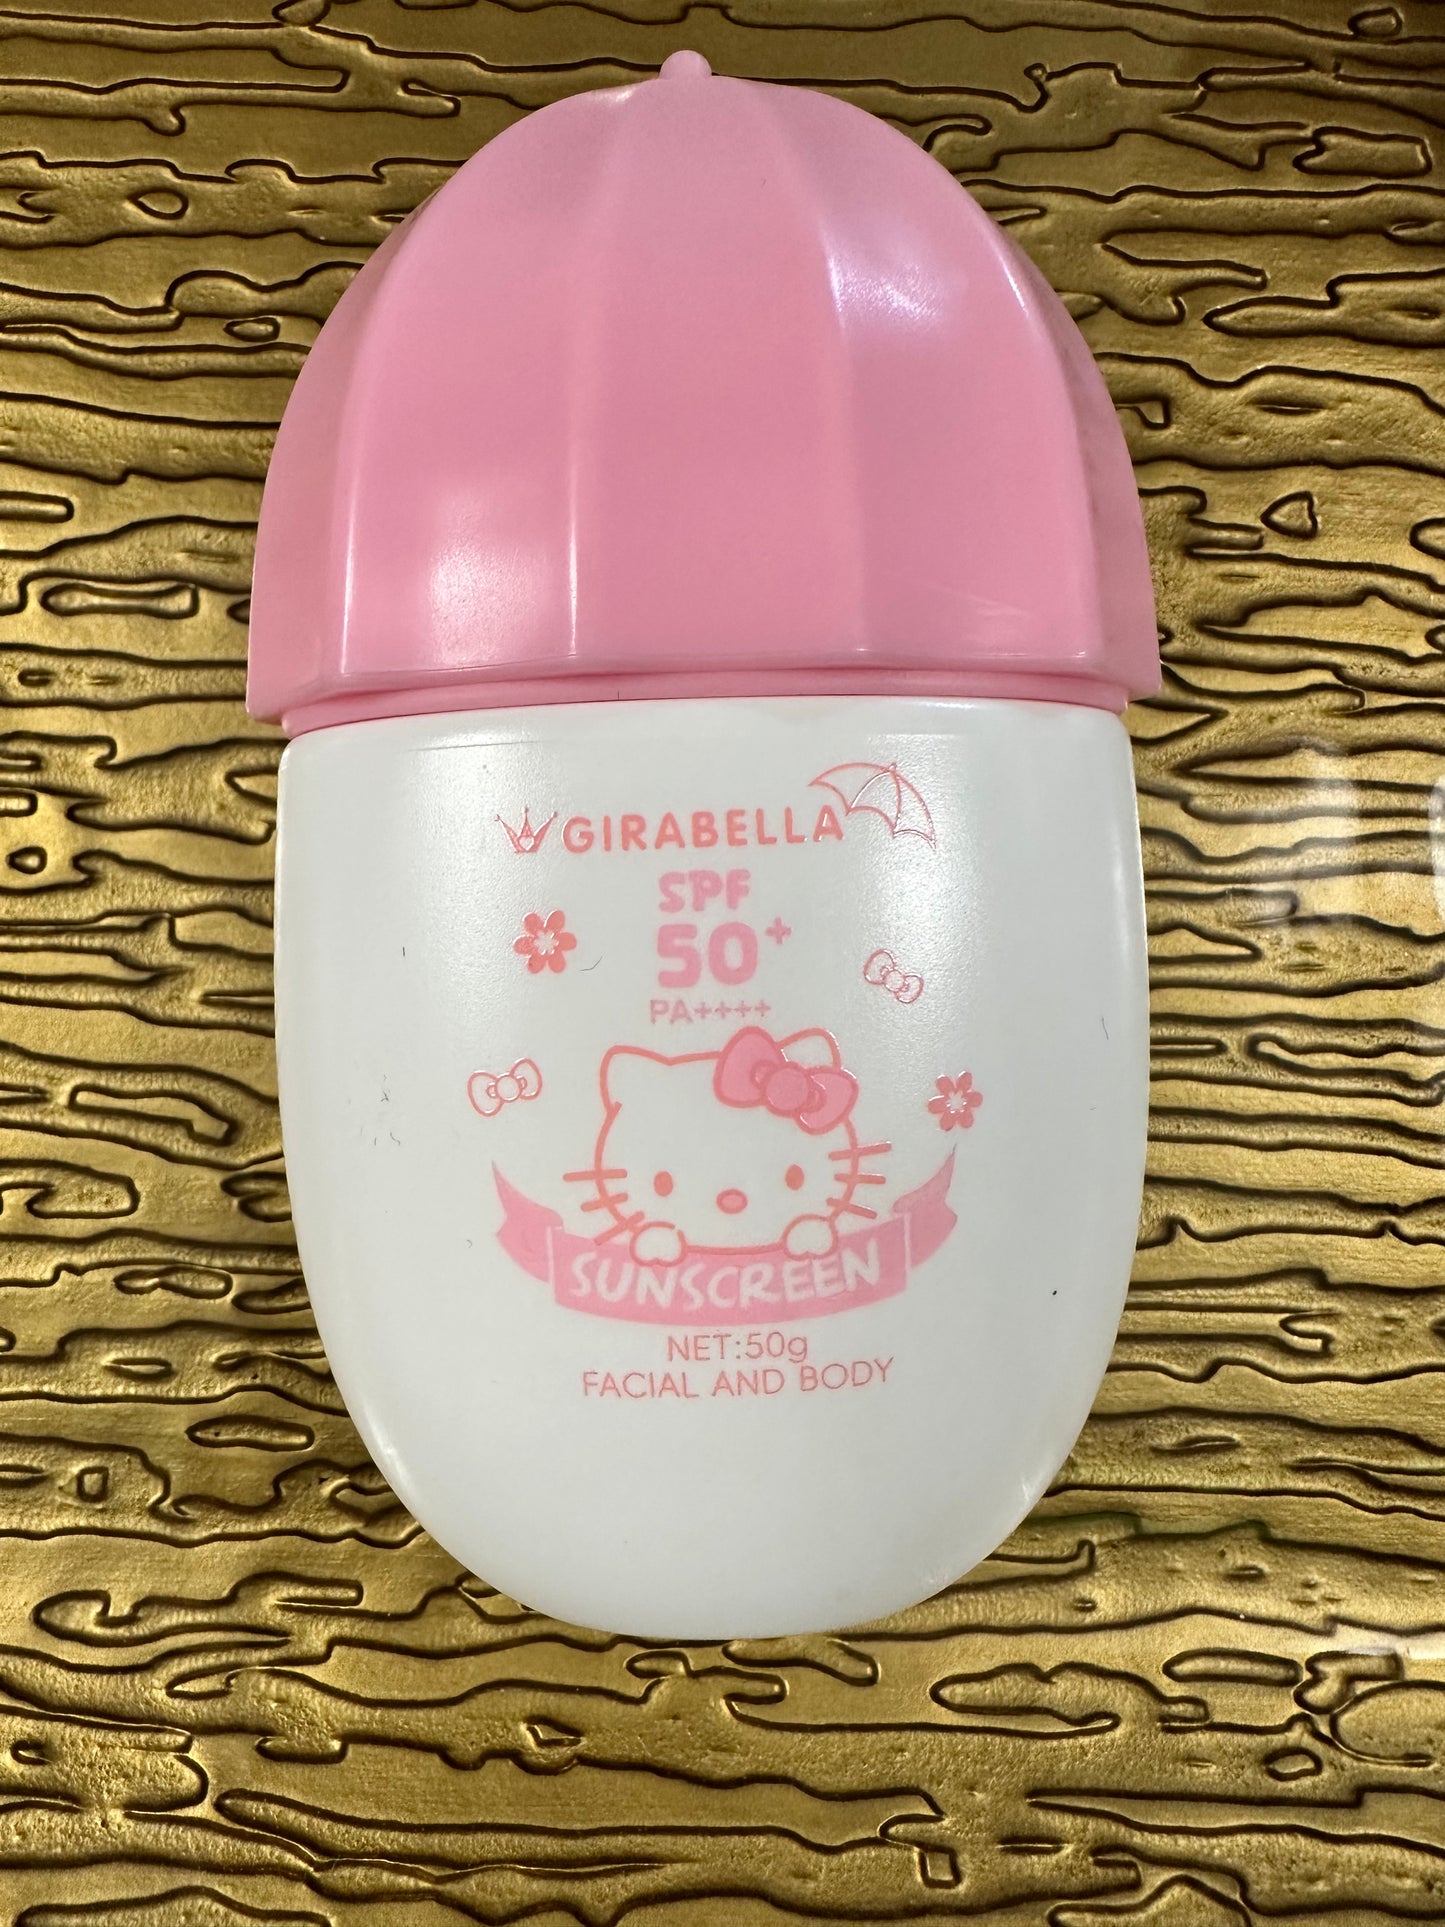 GIRABELLA
SPF
50+
PA++++
SUNSCREEN
NET:50g
FACIAL AND BODY